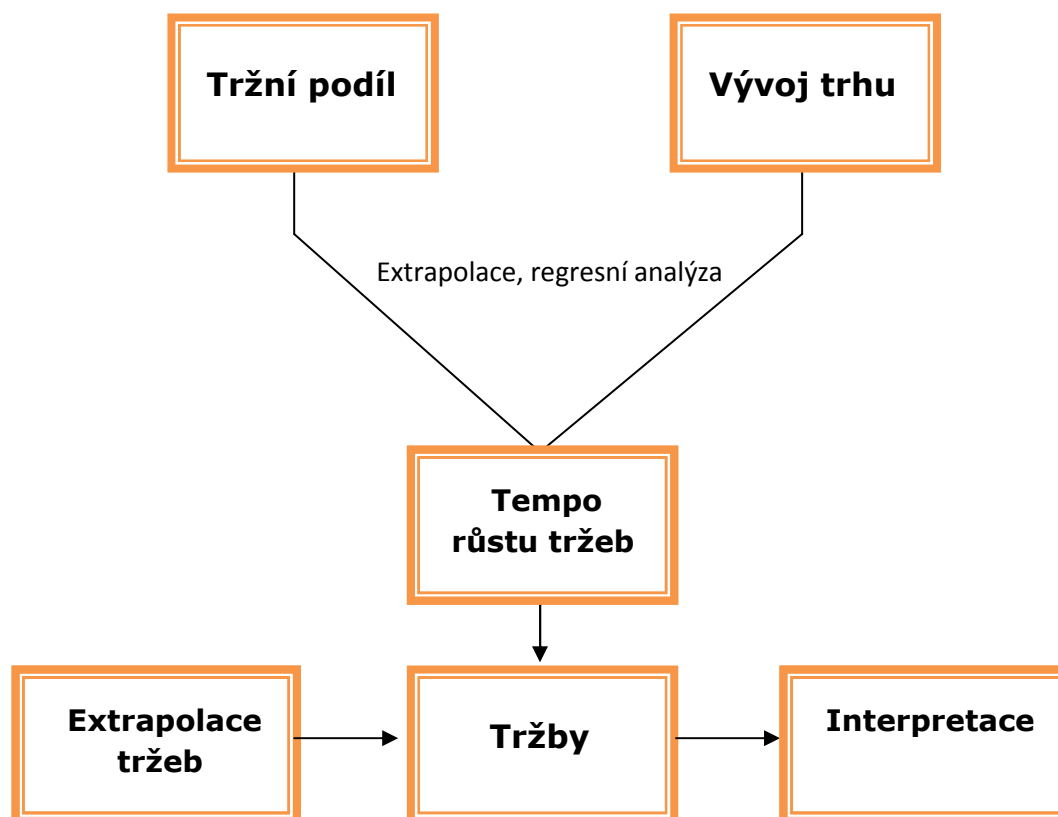 Tržní podíl
Vývoj trhu
Extrapolace, regresní analýza
Tempo
růstu tržeb
Extrapolace
tržeb
Tržby
Interpretace